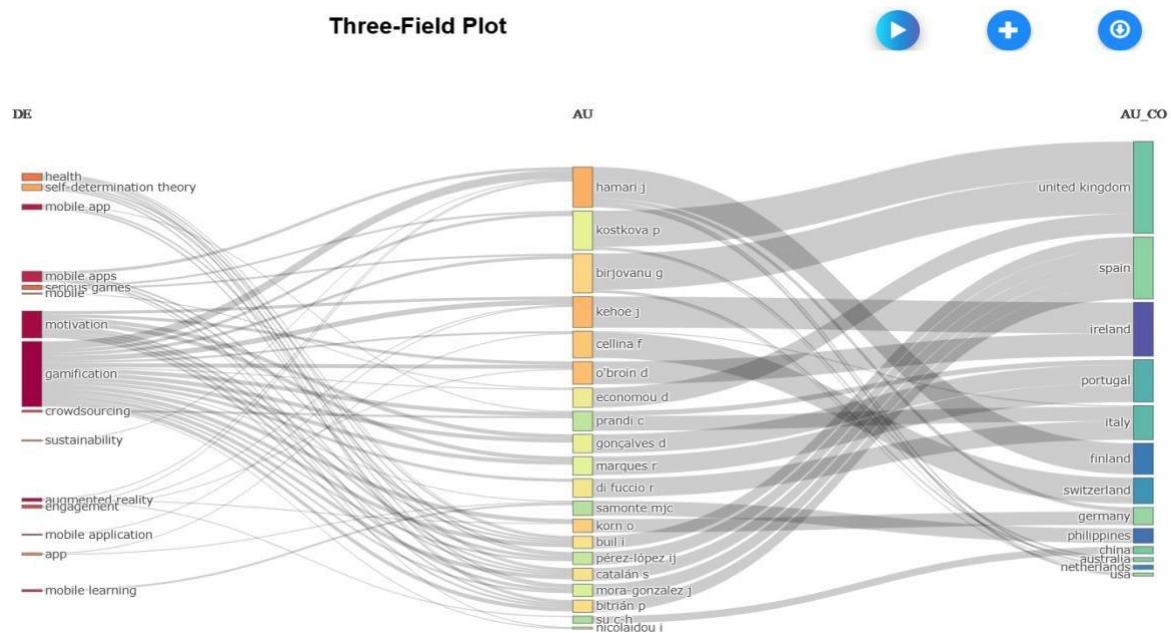 Three-Field Plot
DE
AU
AU_CO
health
self-determination theory
mobile app
mobile apps
serious games
mobile
motivation
gamification
crowdsourcing
sustainability
augmented reality
engagement
mobile application
app
mobile learning
hamari j
kostkova p
birjovanu g
kehoe j
cellina f
o'broin d
economou d
prandi c
gonçalves d
marques r
di fuccio r
samonte mjc
korn o
buil i
pérez-lópez ij
catalán s
mora-gonzalez j
bitrián p
su c-h
nicolaidou i
united kingdom
spain
ireland
portugal
italy
finland
switzerland
germany
philippines
china
australia
netherlands
usa